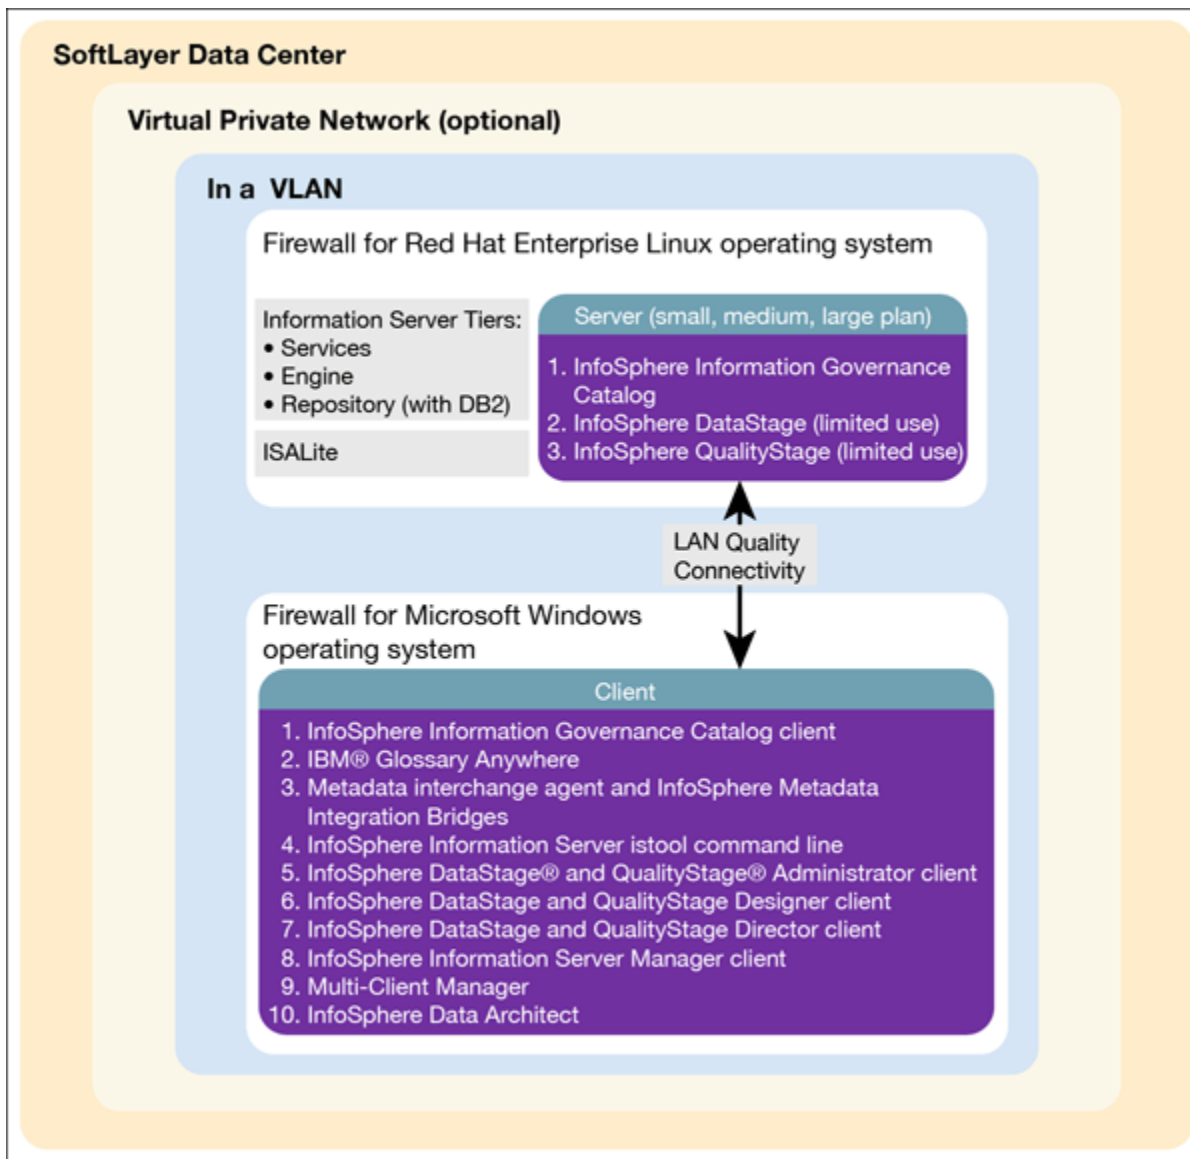 SoftLayer Data Center
Virtual Private Network (optional)
In a VLAN
Firewall for Red Hat Enterprise Linux operating system
Information Server Tiers:
• Services
• Engine
• Repository (with DB2)
ISALite
Server (small, medium, large plan)
1. InfoSphere Information Governance
Catalog
2. InfoSphere DataStage (limited use)
3. InfoSphere QualityStage (limited use)
LAN Quality
Connectivity
Firewall for Microsoft Windows
operating system
Client
1. InfoSphere Information Governance Catalog client
2. IBM® Glossary Anywhere
3. Metadata interchange agent and InfoSphere Metadata
Integration Bridges
4. InfoSphere Information Server istool command line
5. InfoSphere DataStage® and QualityStage® Administrator client
6. InfoSphere DataStage and QualityStage Designer client
7. InfoSphere DataStage and QualityStage Director client
8. InfoSphere Information Server Manager client
9. Multi-Client Manager
10. InfoSphere Data Architect